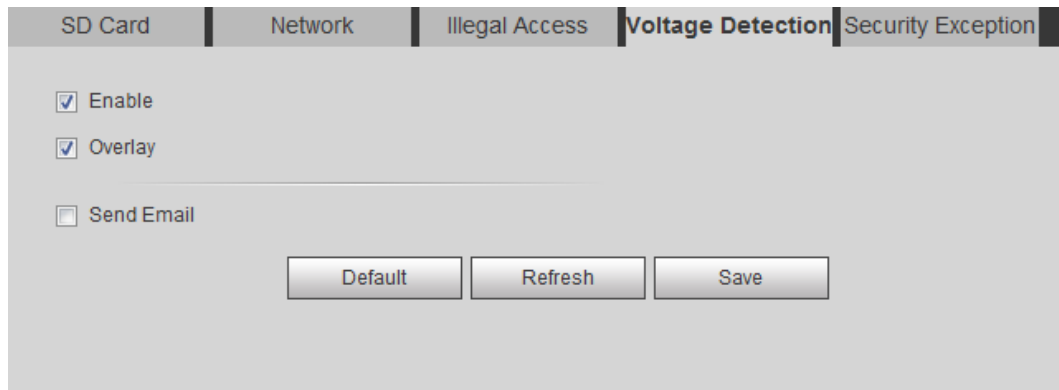 SD Card Network Illegal Access Voltage Detection Security Exception
Enable
Overlay
Send Email
Default Refresh Save